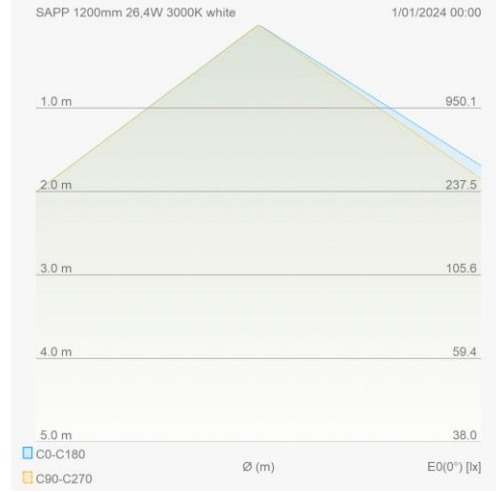 SAPP 1200mm 26,4W 3000K white 1/01/2024 00:00
1.0 m 950.1
2.0 m 237.5
3.0 m 105.6
4.0 m 59.4
5.0 m 38.0
C0-C180
Ø (m) E0(0°) [lx]
C90-C270